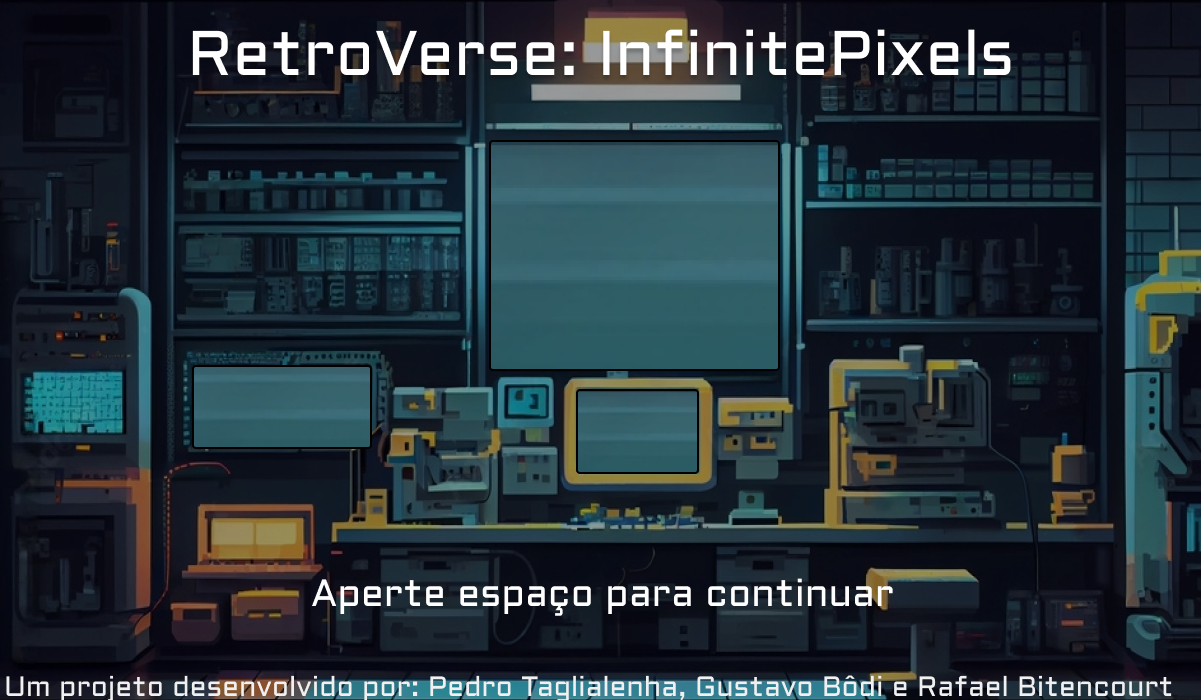 RetroVerse: InfinitePixels
Aperte espaço para continuar
Um projeto desenvolvido por: Pedro Taglialenha, Gustavo Bôdi e Rafael Bitencourt